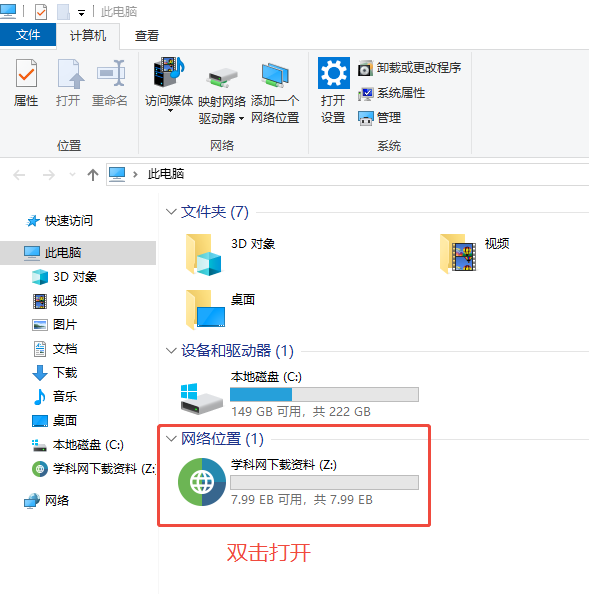 此电脑
文件 计算机 查看
属性 打开 重命名 访问媒体 映射网络驱动器 添加一个网络位置 打开设置 卸载或更改程序
系统属性
管理
位置 网络 系统
此电脑
快速访问
此电脑
3D 对象
视频
图片
文档
下载
音乐
桌面
本地磁盘 (C:)
学科网下载资料 (Z:
网络
文件夹 (7)
3D 对象 视频
桌面
设备和驱动器 (1)
本地磁盘 (C:)
149 GB 可用，共 222 GB
网络位置 (1)
学科网下载资料 (Z:)
7.99 EB 可用，共 7.99 EB
双击打开